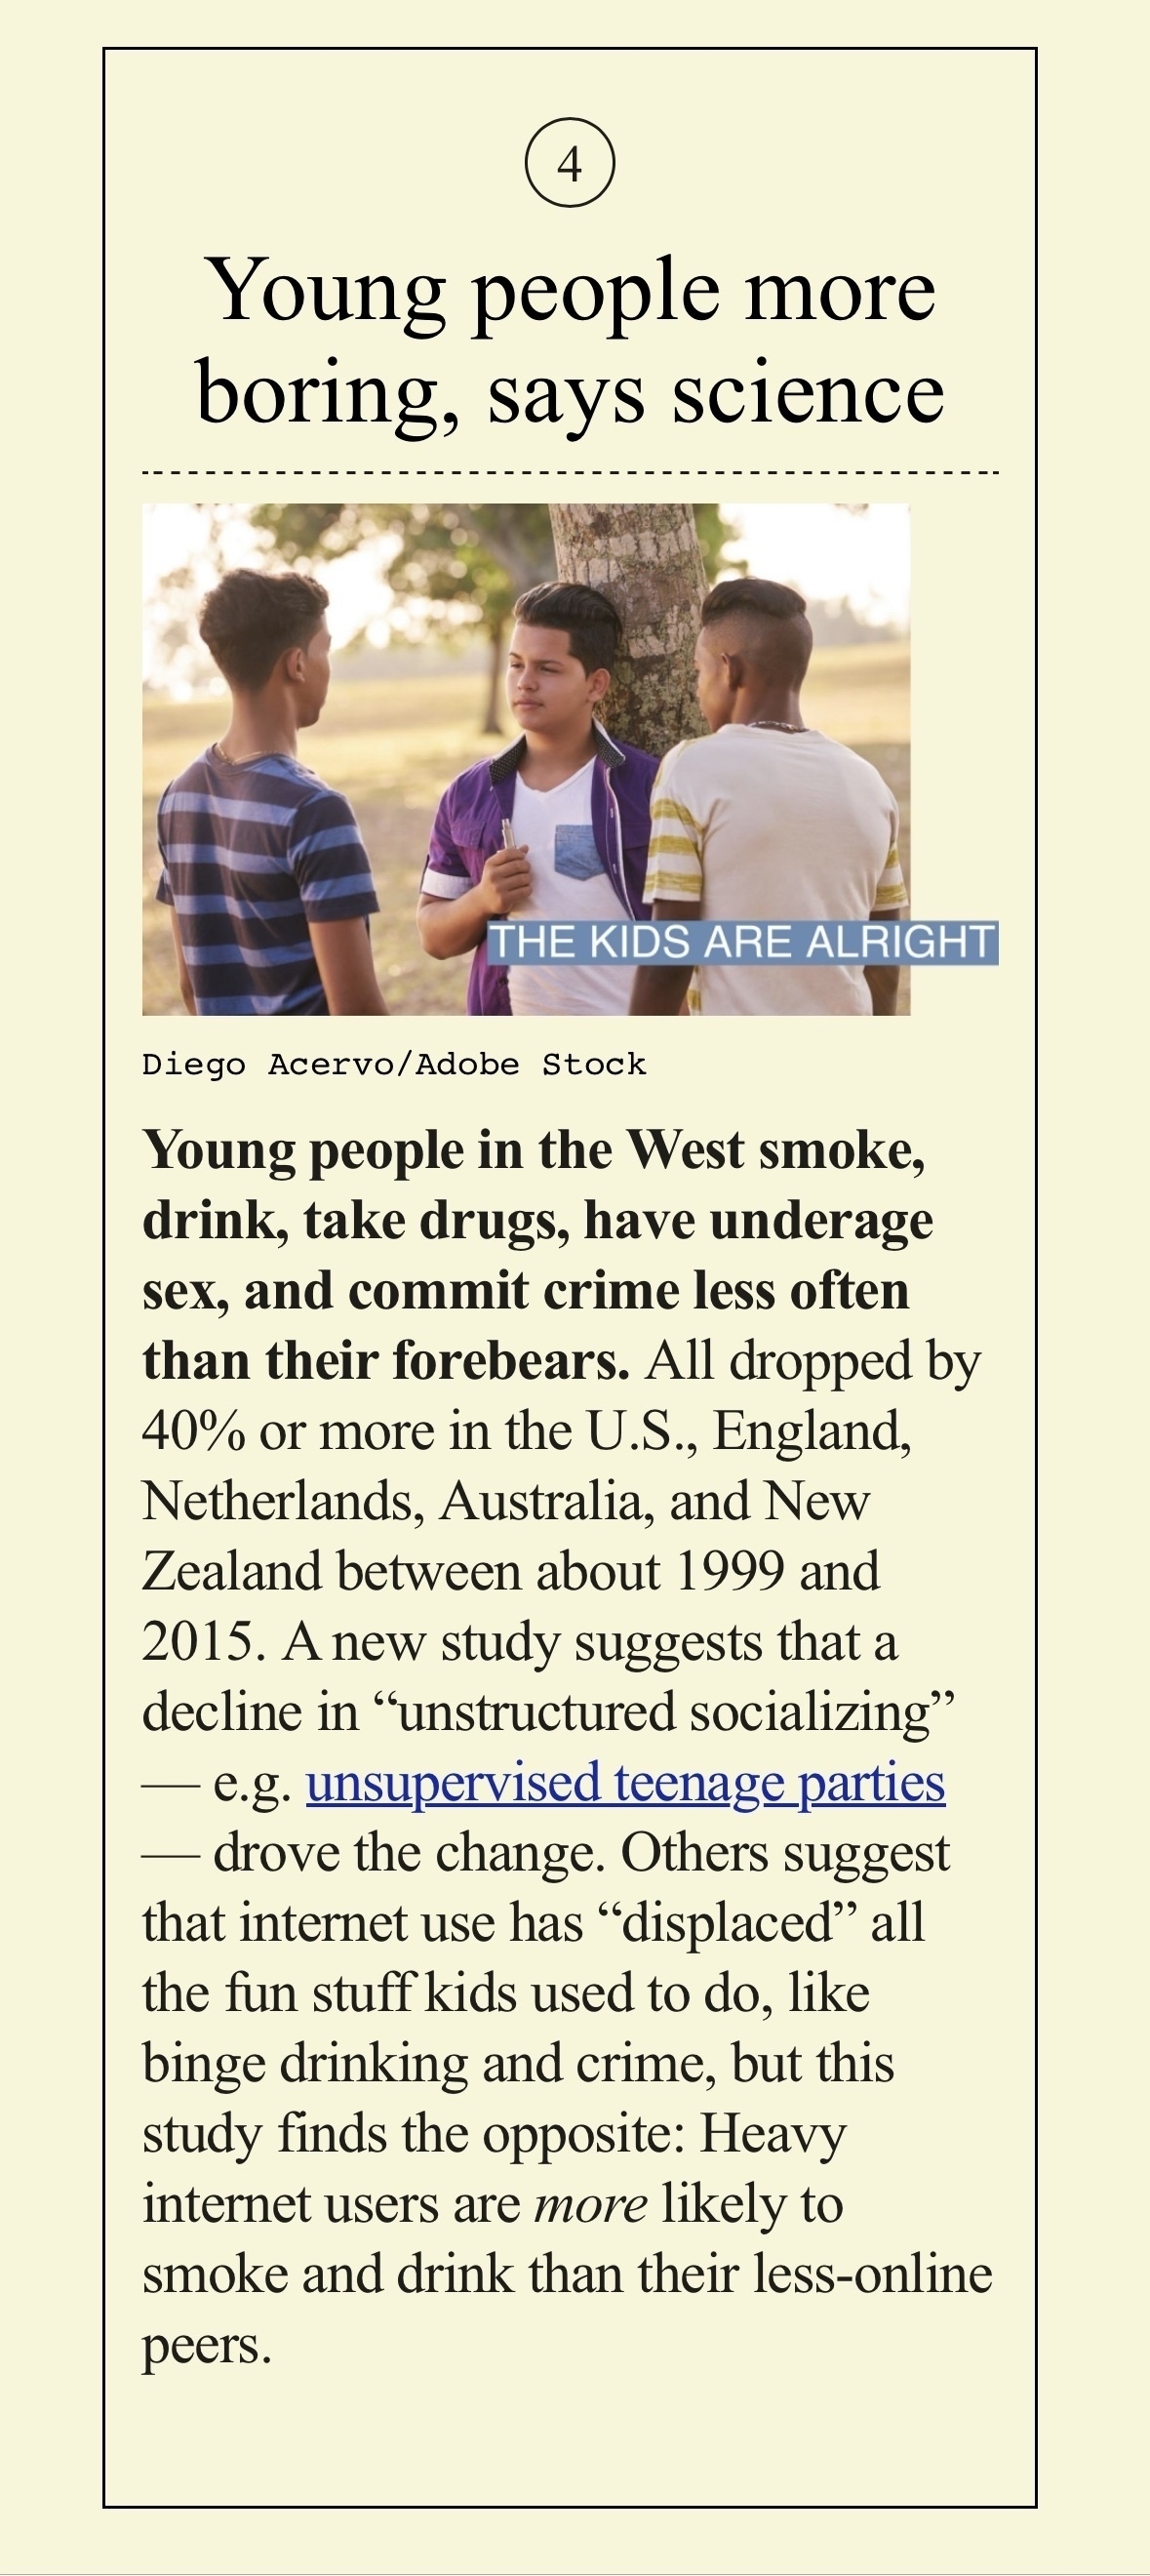 4
Young people more
boring, says science
THE KIDS ARE ALRIGHT
Diego Acervo/Adobe Stock
Young people in the West smoke,
drink, take drugs, have underage
sex, and commit crime less often
than their forebears. All dropped by
40% or more in the U.S., England,
Netherlands, Australia, and New
Zealand between about 1999 and
2015. A new study suggests that a
decline in “unstructured socializing”
— e.g. unsupervised teenage parties
— drove the change. Others suggest
that internet use has “displaced” all
the fun stuff kids used to do, like
binge drinking and crime, but this
study finds the opposite: Heavy
internet users are more likely to
smoke and drink than their less-online
peers.